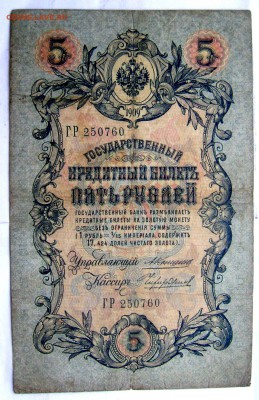 5
5
1909
ГР 250760
ГОСУДАРСТВЕННЫЙ
КРЕДИТНЫЙ БИЛЕТЪ
ПЯТЬ РУБЛЕЙ
ГОСУДАРСТВЕННЫЙ БАНКЪ РАЗМѢНИВАЕТЪ
КРЕДИТНЫЕ БИЛЕТЫ НА ЗОЛОТУЮ МОНЕТУ
БЕЗЪ ОГРАНИЧЕНІЯ СУММЫ
(1 РУБЛЬ = 1/15 ИМПЕРІАЛА, СОДЕРЖИТЪ
17,424 ДОЛЕЙ ЧИСТАГО ЗОЛОТА).
Управляющій
Кассиръ
ГР 250760
5